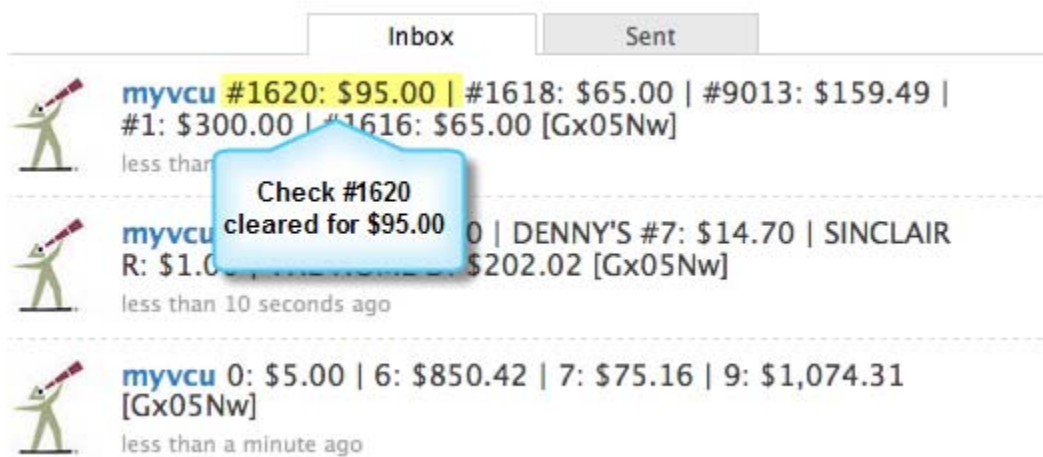 Inbox
Sent
myvcu #1620: $95.00 | #1618: $65.00 | #9013: $159.49 |
#1: $300.00 | #1616: $65.00 [Gx05Nw]
less than
Check #1620
cleared for $95.00
myvcu 0 | DENNY'S #7: $14.70 | SINCLAIR
R: $1.00 | $202.02 [Gx05Nw]
less than 10 seconds ago
myvcu 0: $5.00 | 6: $850.42 | 7: $75.16 | 9: $1,074.31
[Gx05Nw]
less than a minute ago